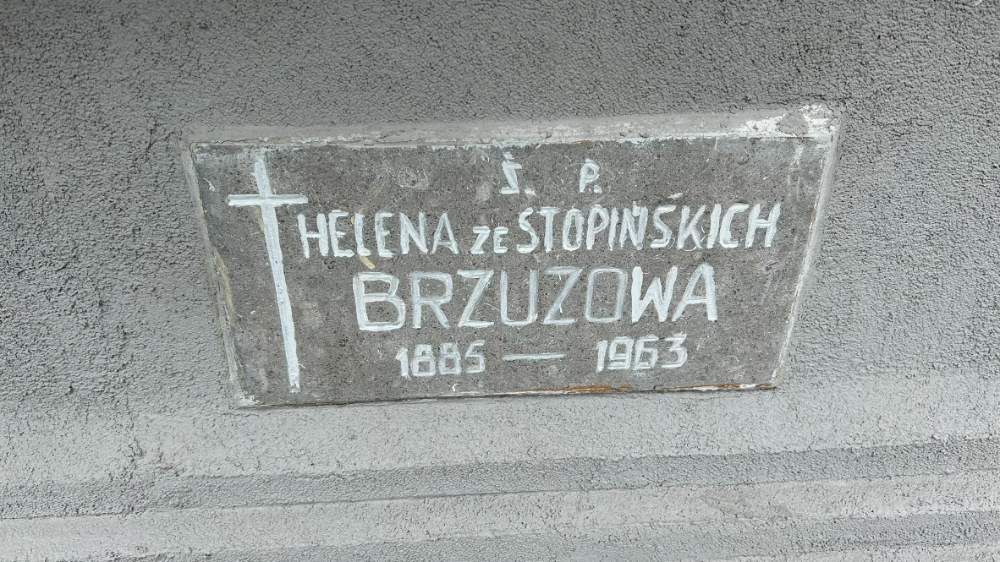 Ś. P.
HELENA ZE STOPIŃSKICH
BRZUZOWA
1885 — 1963